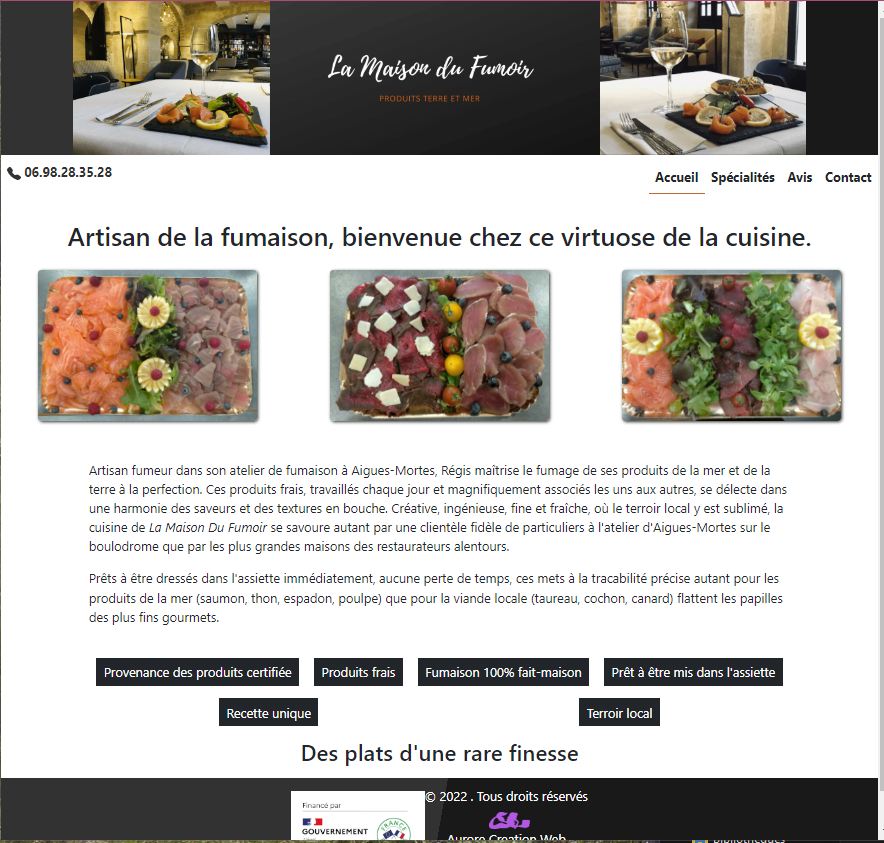 La Maison du Fumoir
PRODUITS TERRE ET MER
06.98.28.35.28
Accueil Spécialités Avis Contact
Artisan de la fumaison, bienvenue chez ce virtuose de la cuisine.
Artisan fumeur dans son atelier de fumaison à Aigues-Mortes, Régis maîtrise le fumage de ses produits de la mer et de la
terre à la perfection. Ces produits frais, travaillés chaque jour et magnifiquement associés les uns aux autres, se délecte dans
une harmonie des saveurs et des textures en bouche. Créative, ingénieuse, fine et fraîche, où le terroir local y est sublimé, la
cuisine de La Maison Du Fumoir se savoure autant par une clientèle fidèle de particuliers à l'atelier d'Aigues-Mortes sur le
boulodrome que par les plus grandes maisons des restaurateurs alentours.
Prêts à être dressés dans l'assiette immédiatement, aucune perte de temps, ces mets à la tracabilité précise autant pour les
produits de la mer (saumon, thon, espadon, poulpe) que pour la viande locale (taureau, cochon, canard) flattent les papilles
des plus fins gourmets.
Provenance des produits certifiée Produits frais Fumaison 100% fait-maison Prêt à être mis dans l'assiette
Recette unique Terroir local
Des plats d'une rare finesse
© 2022 . Tous droits réservés
Financé par
GOUVERNEMENT
FRANCE
Aurore Creation Web
Bibliothèques